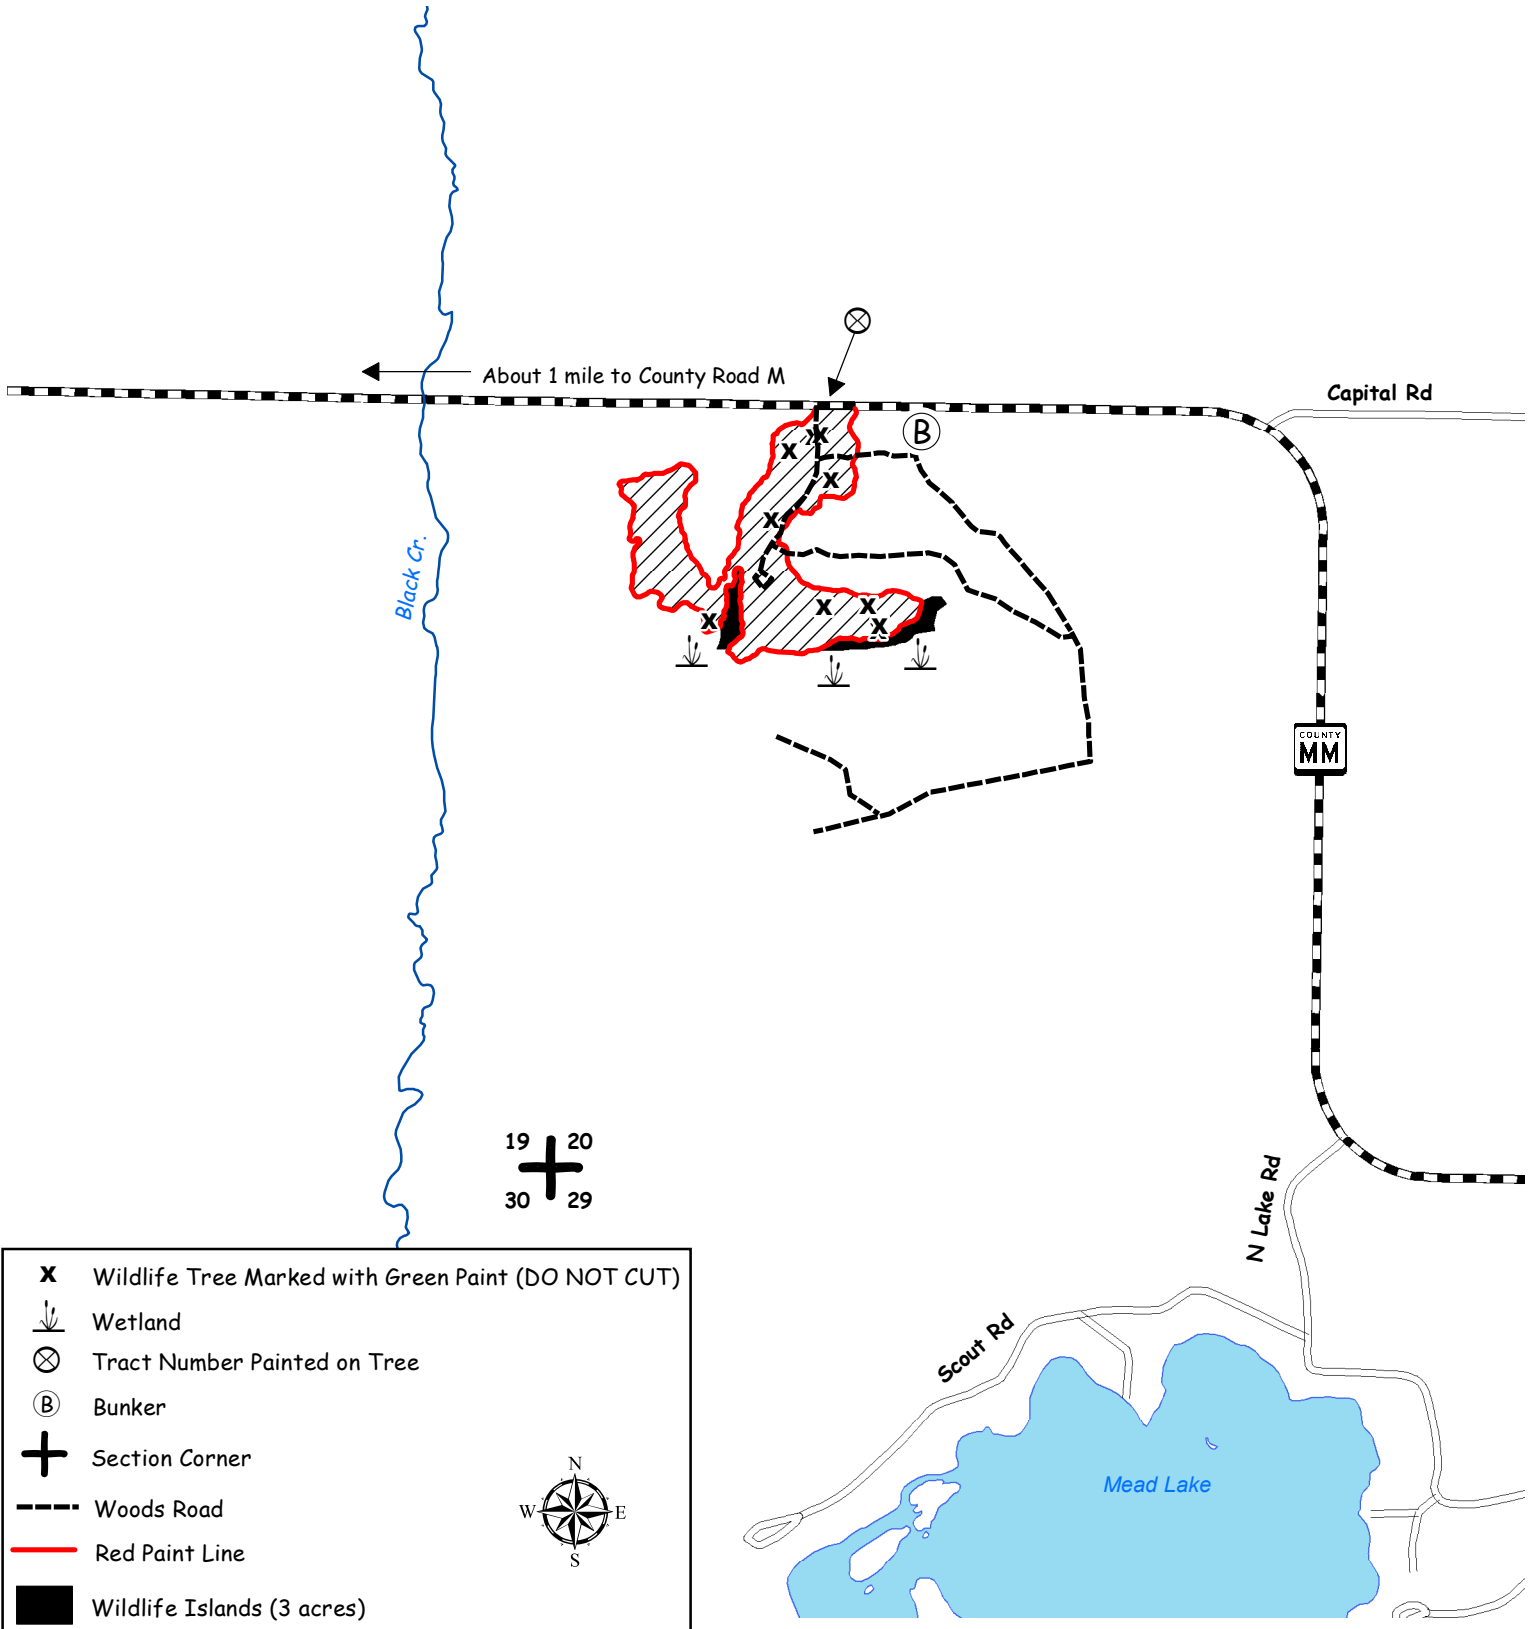 About 1 mile to County Road M
Capital Rd
B
Black Cr.
COUNTY
MM
19 20
30 29
N Lake Rd
Scout Rd
Mead Lake
X Wildlife Tree Marked with Green Paint (DO NOT CUT)
Wetland
Tract Number Painted on Tree
B Bunker
Section Corner
Woods Road
Red Paint Line
Wildlife Islands (3 acres)
N
W E
S